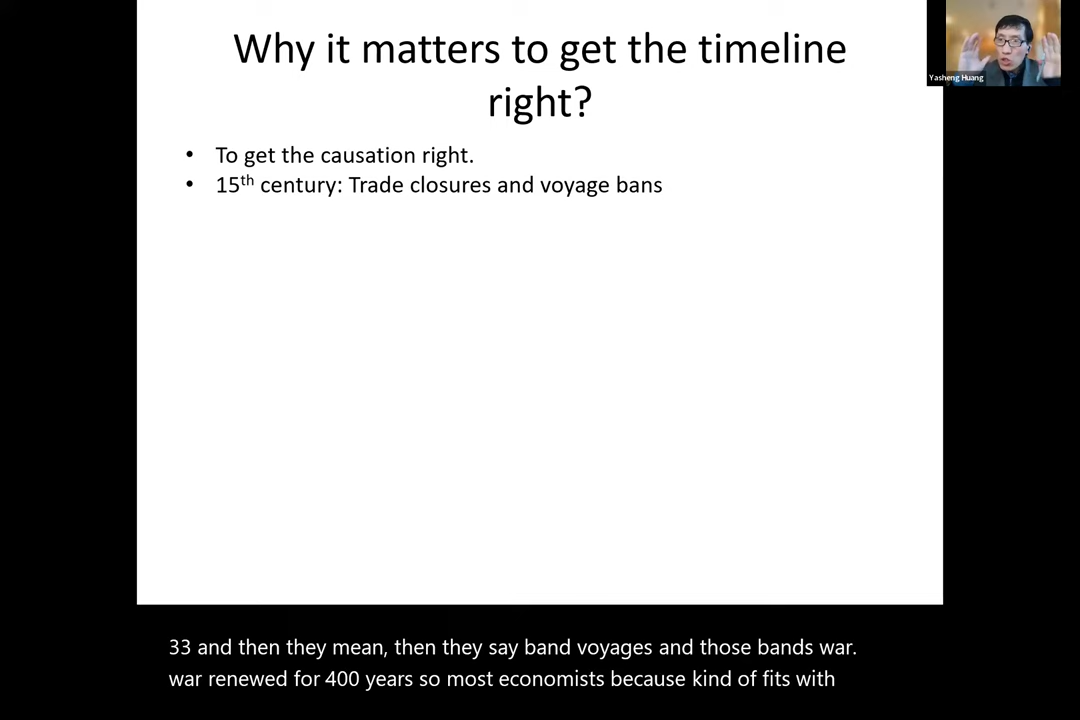 Why it matters to get the timeline
right?
• To get the causation right.
• 15th century: Trade closures and voyage bans
Yasheng Huang
33 and then they mean, then they say band voyages and those bands war.
war renewed for 400 years so most economists because kind of fits with